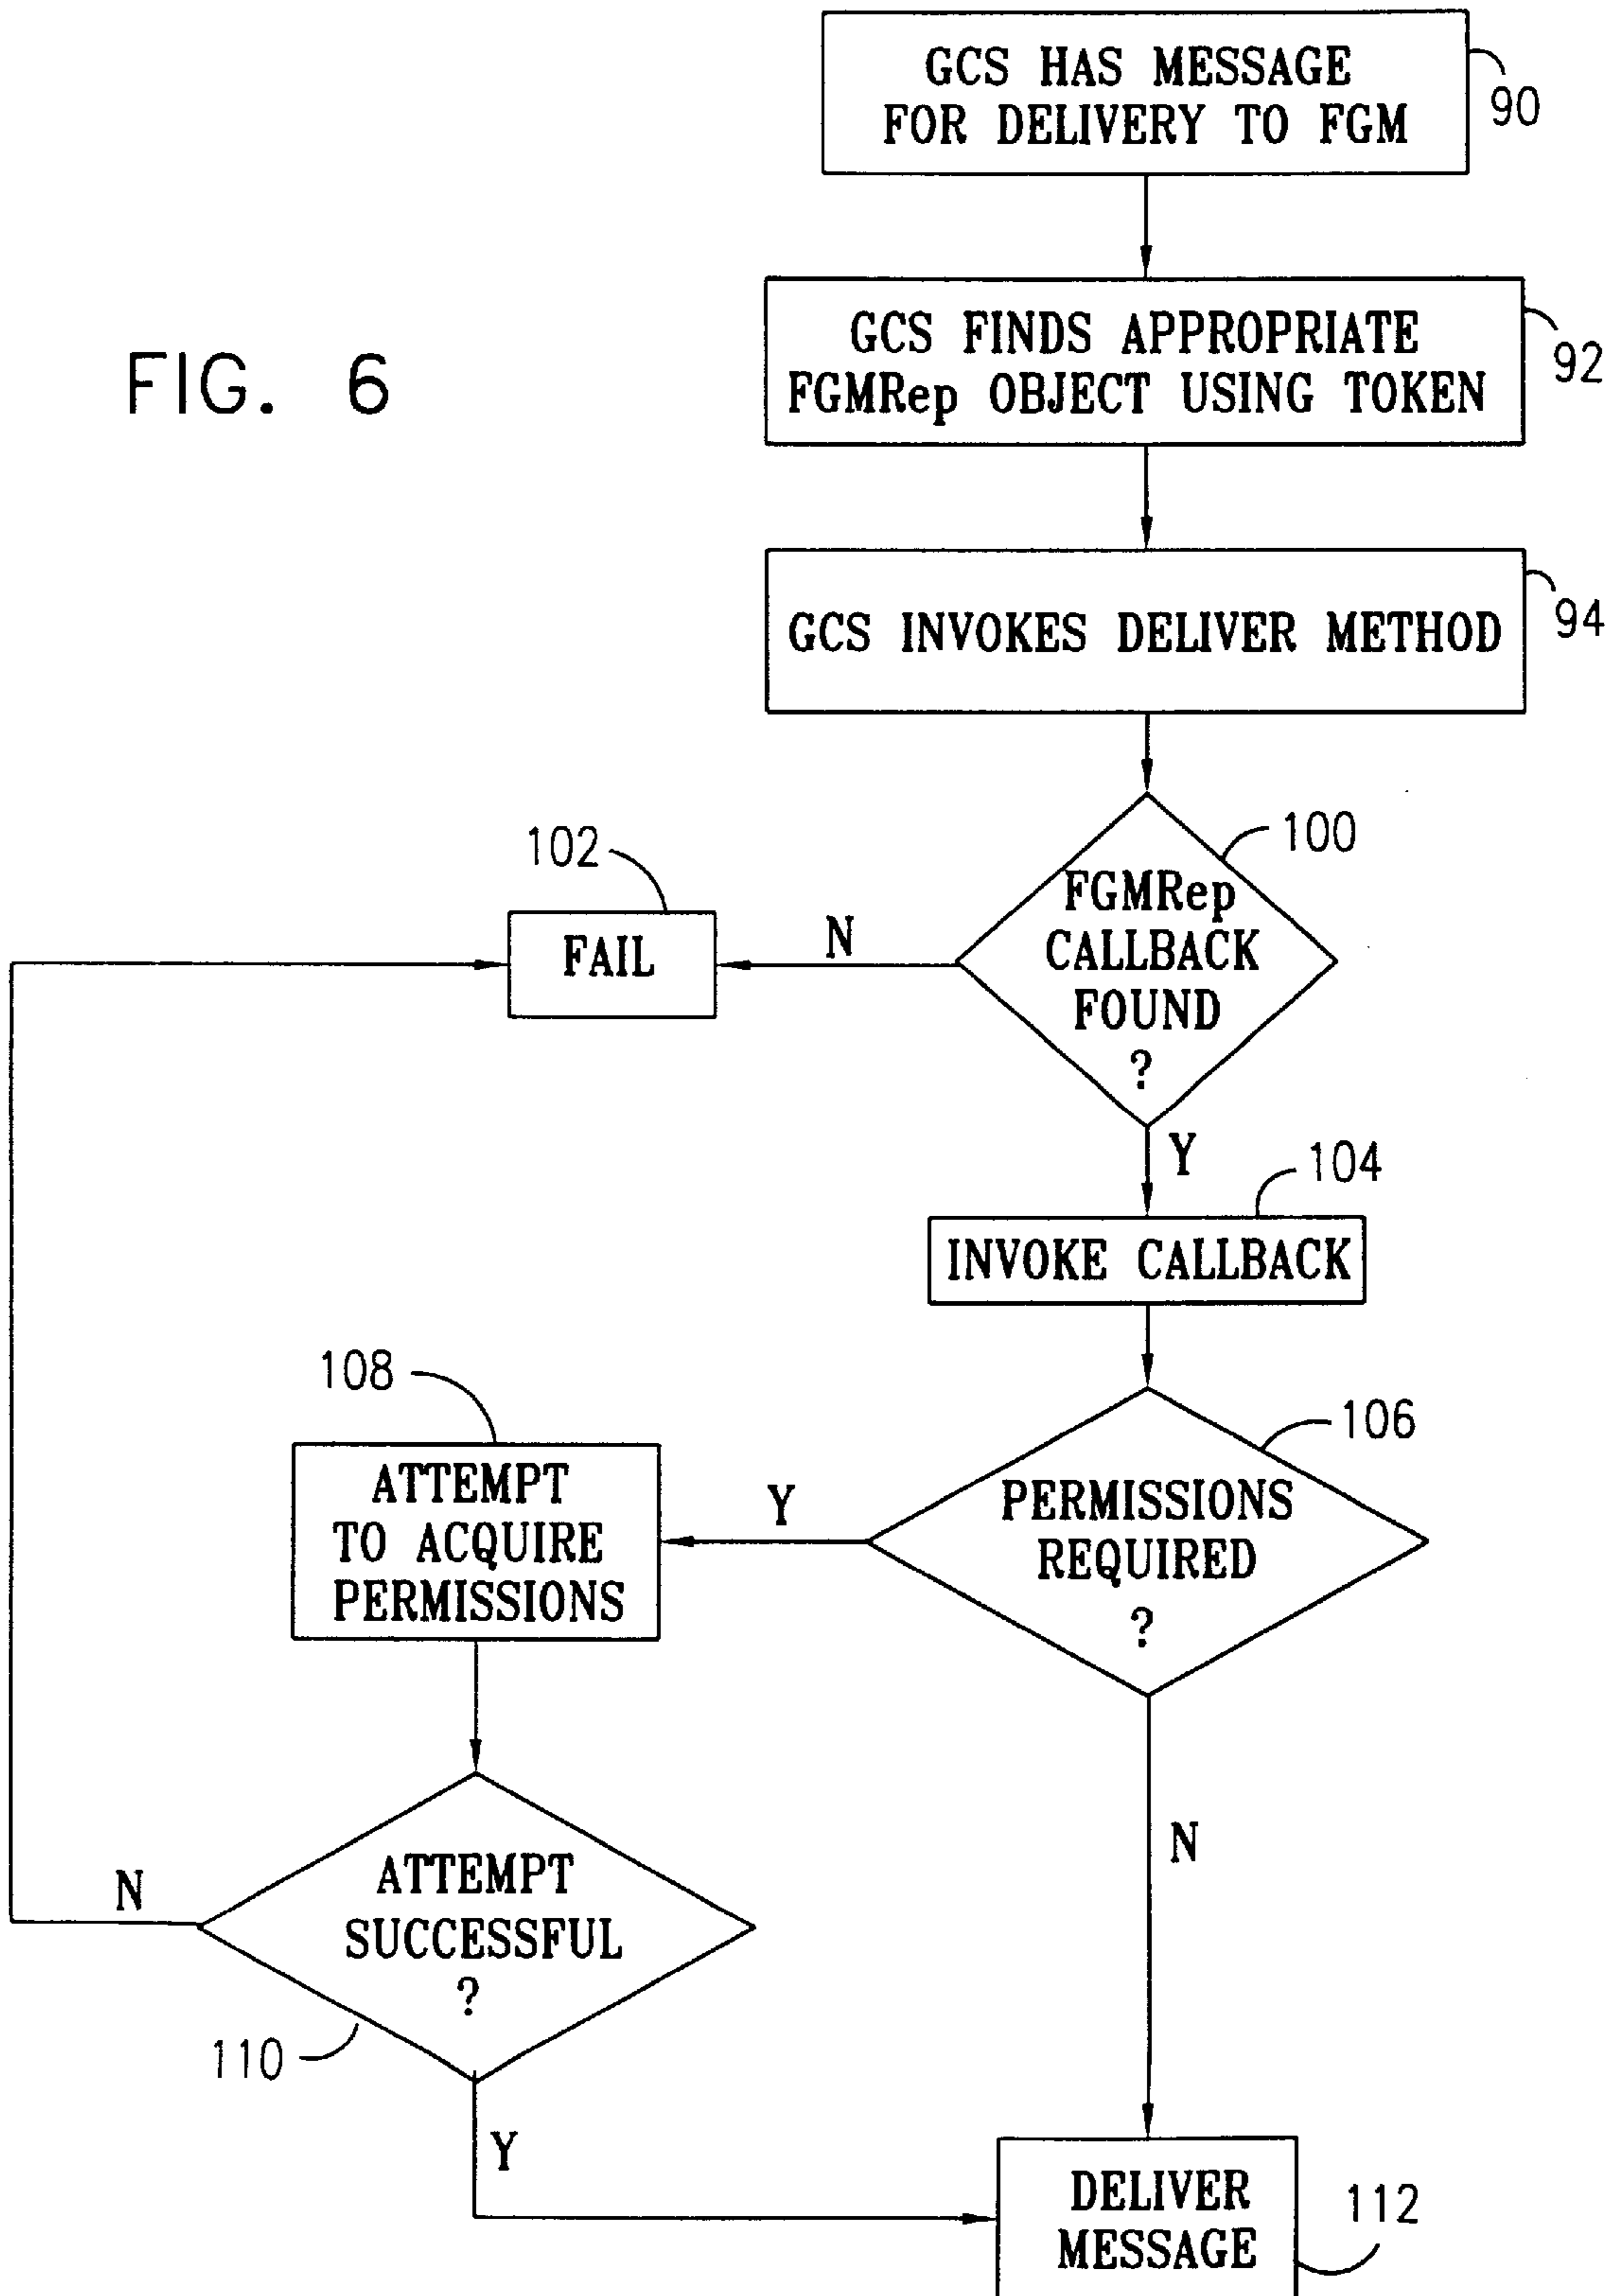 GCS HAS MESSAGE
FOR DELIVERY TO FGM
90
GCS FINDS APPROPRIATE
FGMRep OBJECT USING TOKEN
92
FIG. 6
GCS INVOKES DELIVER METHOD
94
100
102
FGMRep
CALLBACK
FOUND
?
N
FAIL
Y
104
INVOKE CALLBACK
108
106
ATTEMPT
TO ACQUIRE
PERMISSIONS
Y
PERMISSIONS
REQUIRED
?
N
N
ATTEMPT
SUCCESSFUL
?
110
Y
DELIVER
MESSAGE
112